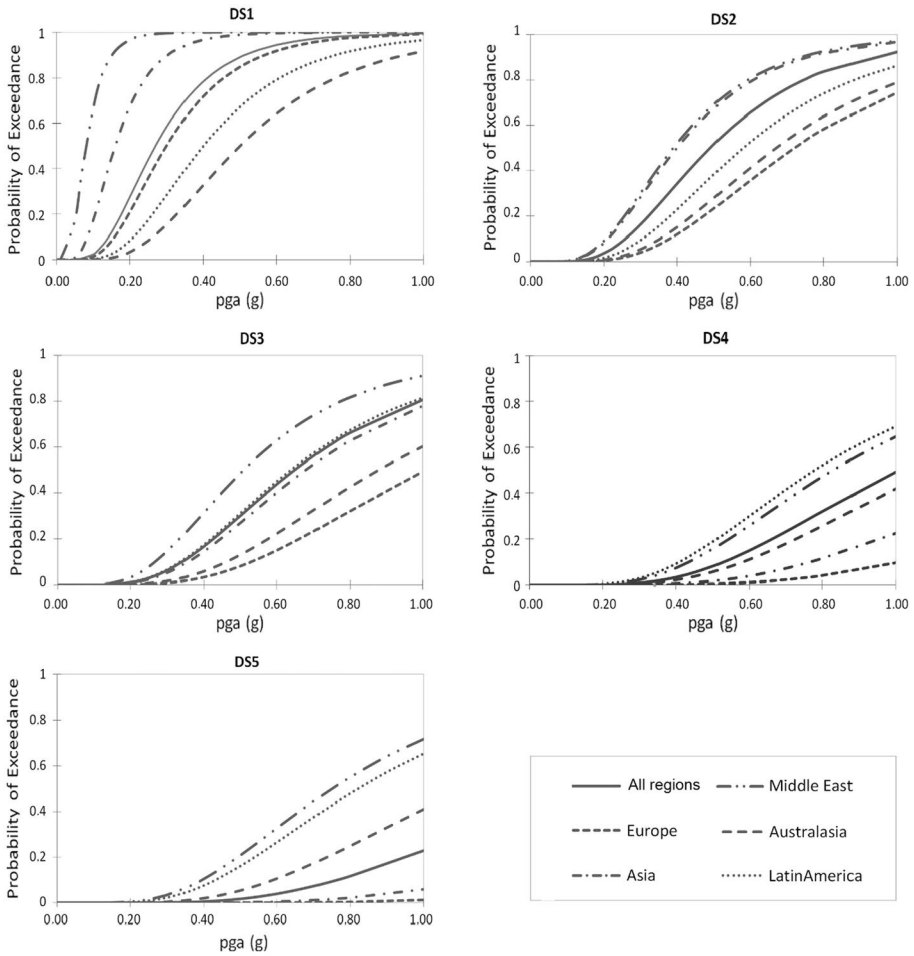 DS1
Probability of Exceedance
1
0.8
0.6
0.4
0.2
0
0.00 0.20 0.40 0.60 0.80 1.00
pga (g)
DS2
Probability of Exceedance
1
0.8
0.6
0.4
0.2
0
0.00 0.20 0.40 0.60 0.80 1.00
pga (g)
DS3
Probability of Exceedance
1
0.8
0.6
0.4
0.2
0
0.00 0.20 0.40 0.60 0.80 1.00
pga (g)
DS4
Probability of Exceedance
1
0.8
0.6
0.4
0.2
0
0.00 0.20 0.40 0.60 0.80 1.00
pga (g)
DS5
Probability of Exceedance
1
0.8
0.6
0.4
0.2
0
0.00 0.20 0.40 0.60 0.80 1.00
pga (g)
All regions Middle East
Europe Australasia
Asia LatinAmerica